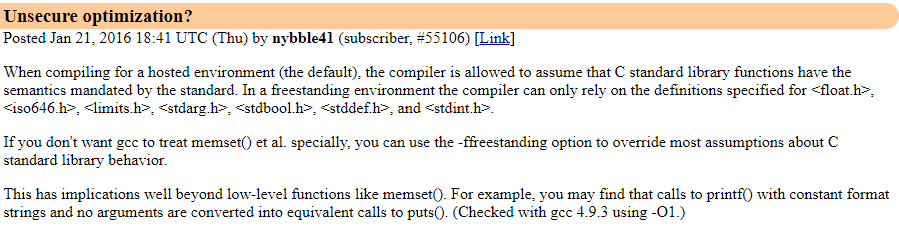 Unsecure optimization?
Posted Jan 21, 2016 18:41 UTC (Thu) by nybble41 (subscriber, #55106) [Link]
When compiling for a hosted environment (the default), the compiler is allowed to assume that C standard library functions have the
semantics mandated by the standard. In a freestanding environment the compiler can only rely on the definitions specified for <float.h>,
<iso646.h>, <limits.h>, <stdarg.h>, <stdbool.h>, <stddef.h>, and <stdint.h>.
If you don't want gcc to treat memset() et al. specially, you can use the -ffreestanding option to override most assumptions about C
standard library behavior.
This has implications well beyond low-level functions like memset(). For example, you may find that calls to printf() with constant format
strings and no arguments are converted into equivalent calls to puts(). (Checked with gcc 4.9.3 using -O1.)